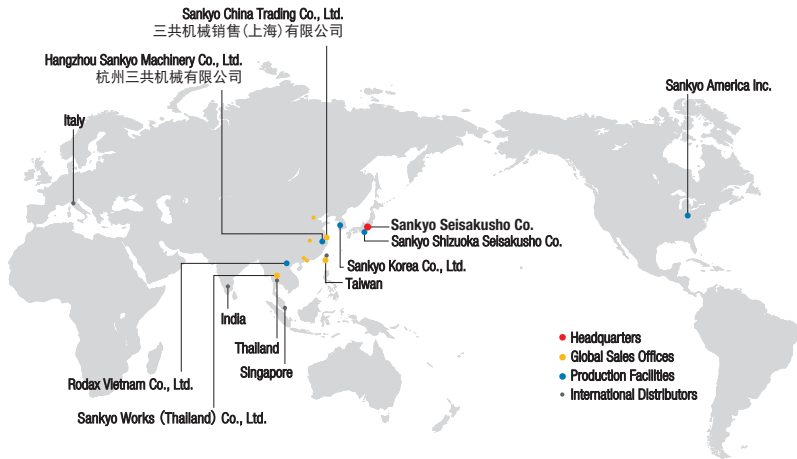 Sankyo China Trading Co., Ltd.
三共机械销售(上海)有限公司
Hangzhou Sankyo Machinery Co., Ltd.
杭州三共机械有限公司
Sankyo America Inc.
Italy
Sankyo Seisakusho Co.
Sankyo Shizuoka Seisakusho Co.
Sankyo Korea Co., Ltd.
Taiwan
India
Thailand
Singapore
Rodax Vietnam Co., Ltd.
Sankyo Works (Thailand) Co., Ltd.
Headquarters
Global Sales Offices
Production Facilities
International Distributors